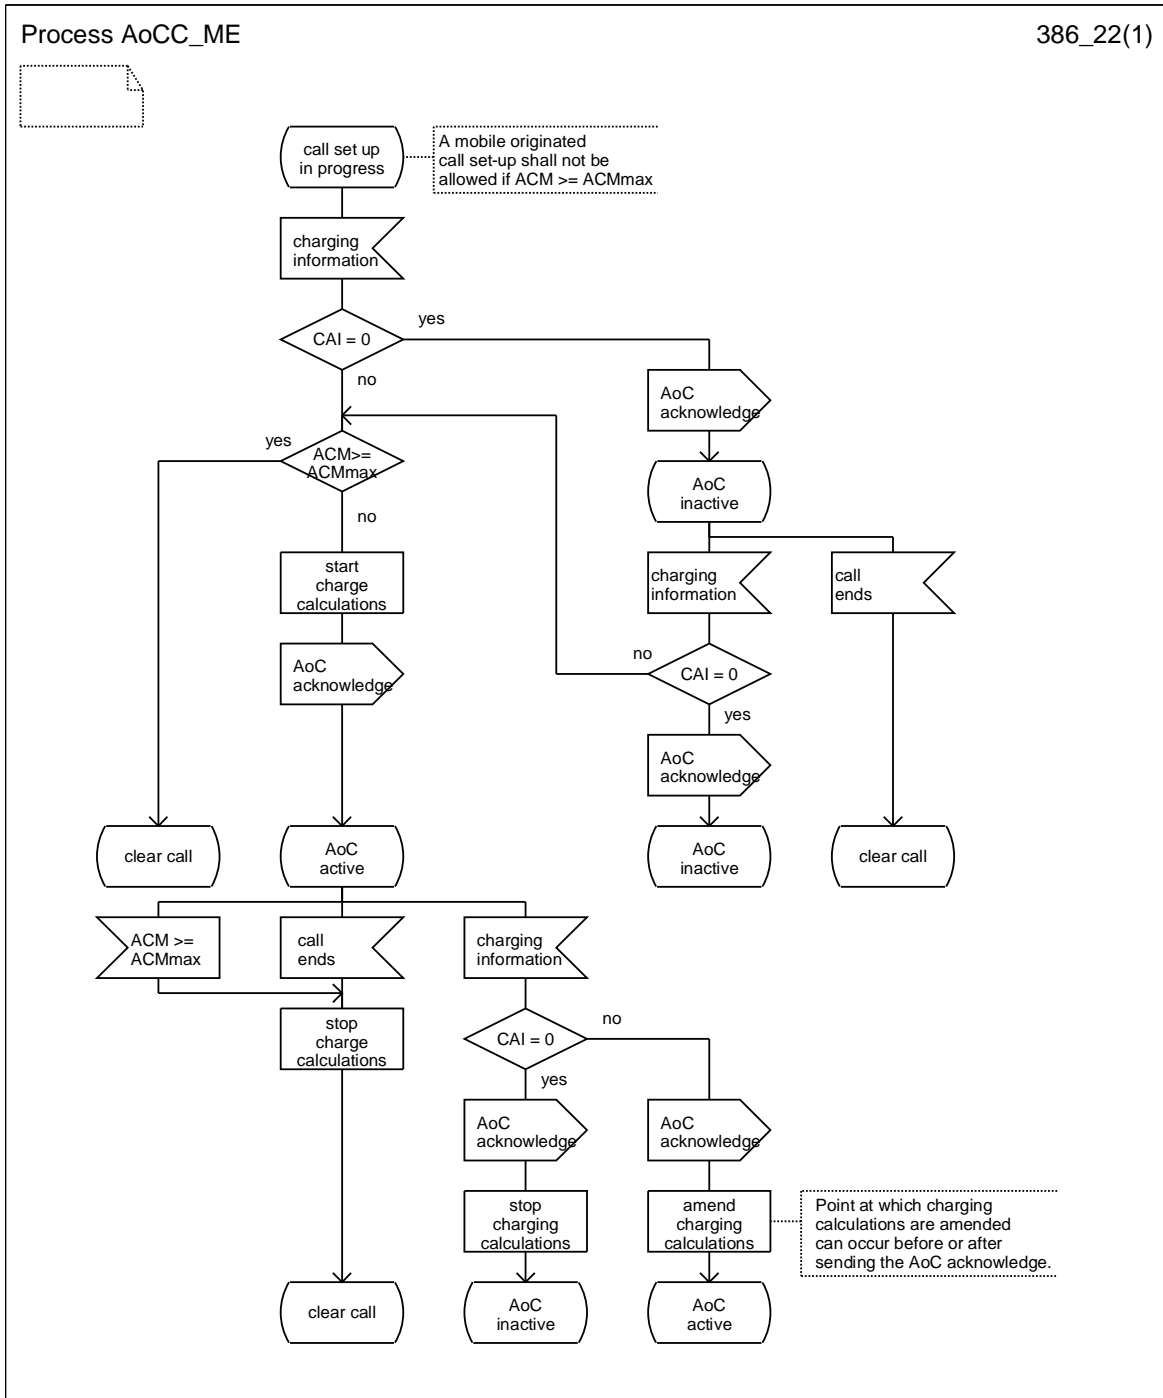 Process AoCC_ME
386_22(1)
call set up
in progress
A mobile originated
call set-up shall not be
allowed if ACM >= ACMmax
charging
information
CAI = 0
yes
no
AoC
acknowledge
yes
ACM>=
ACMmax
no
AoC
inactive
start
charge
calculations
charging
information
call
ends
AoC
acknowledge
no
CAI = 0
yes
AoC
acknowledge
clear call
AoC
active
AoC
inactive
clear call
ACM >=
ACMmax
call
ends
charging
information
stop
charge
calculations
CAI = 0
no
yes
AoC
acknowledge
AoC
acknowledge
stop
charging
calculations
amend
charging
calculations
Point at which charging
calculations are amended
can occur before or after
sending the AoC acknowledge.
clear call
AoC
inactive
AoC
active